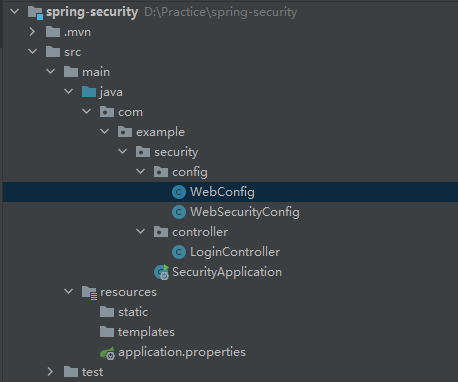 spring-security D:\Practice\spring-security
.mvn
src
main
java
com
example
security
config
WebConfig
WebSecurityConfig
controller
LoginController
SecurityApplication
resources
static
templates
application.properties
test